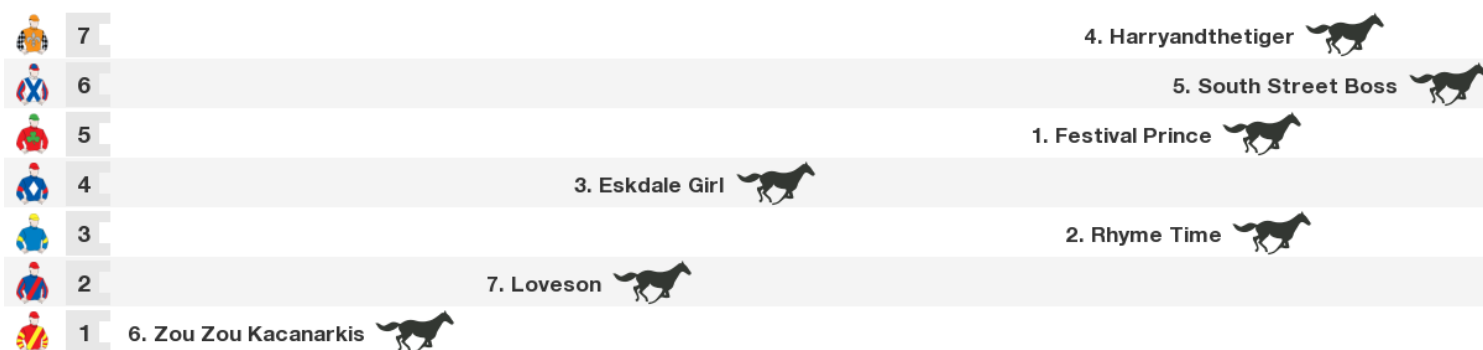 7 4. Harryandthetiger
6 5. South Street Boss
5 1. Festival Prince
4 3. Eskdale Girl
3 2. Rhyme Time
2 7. Loveson
1 6. Zou Zou Kacanarkis